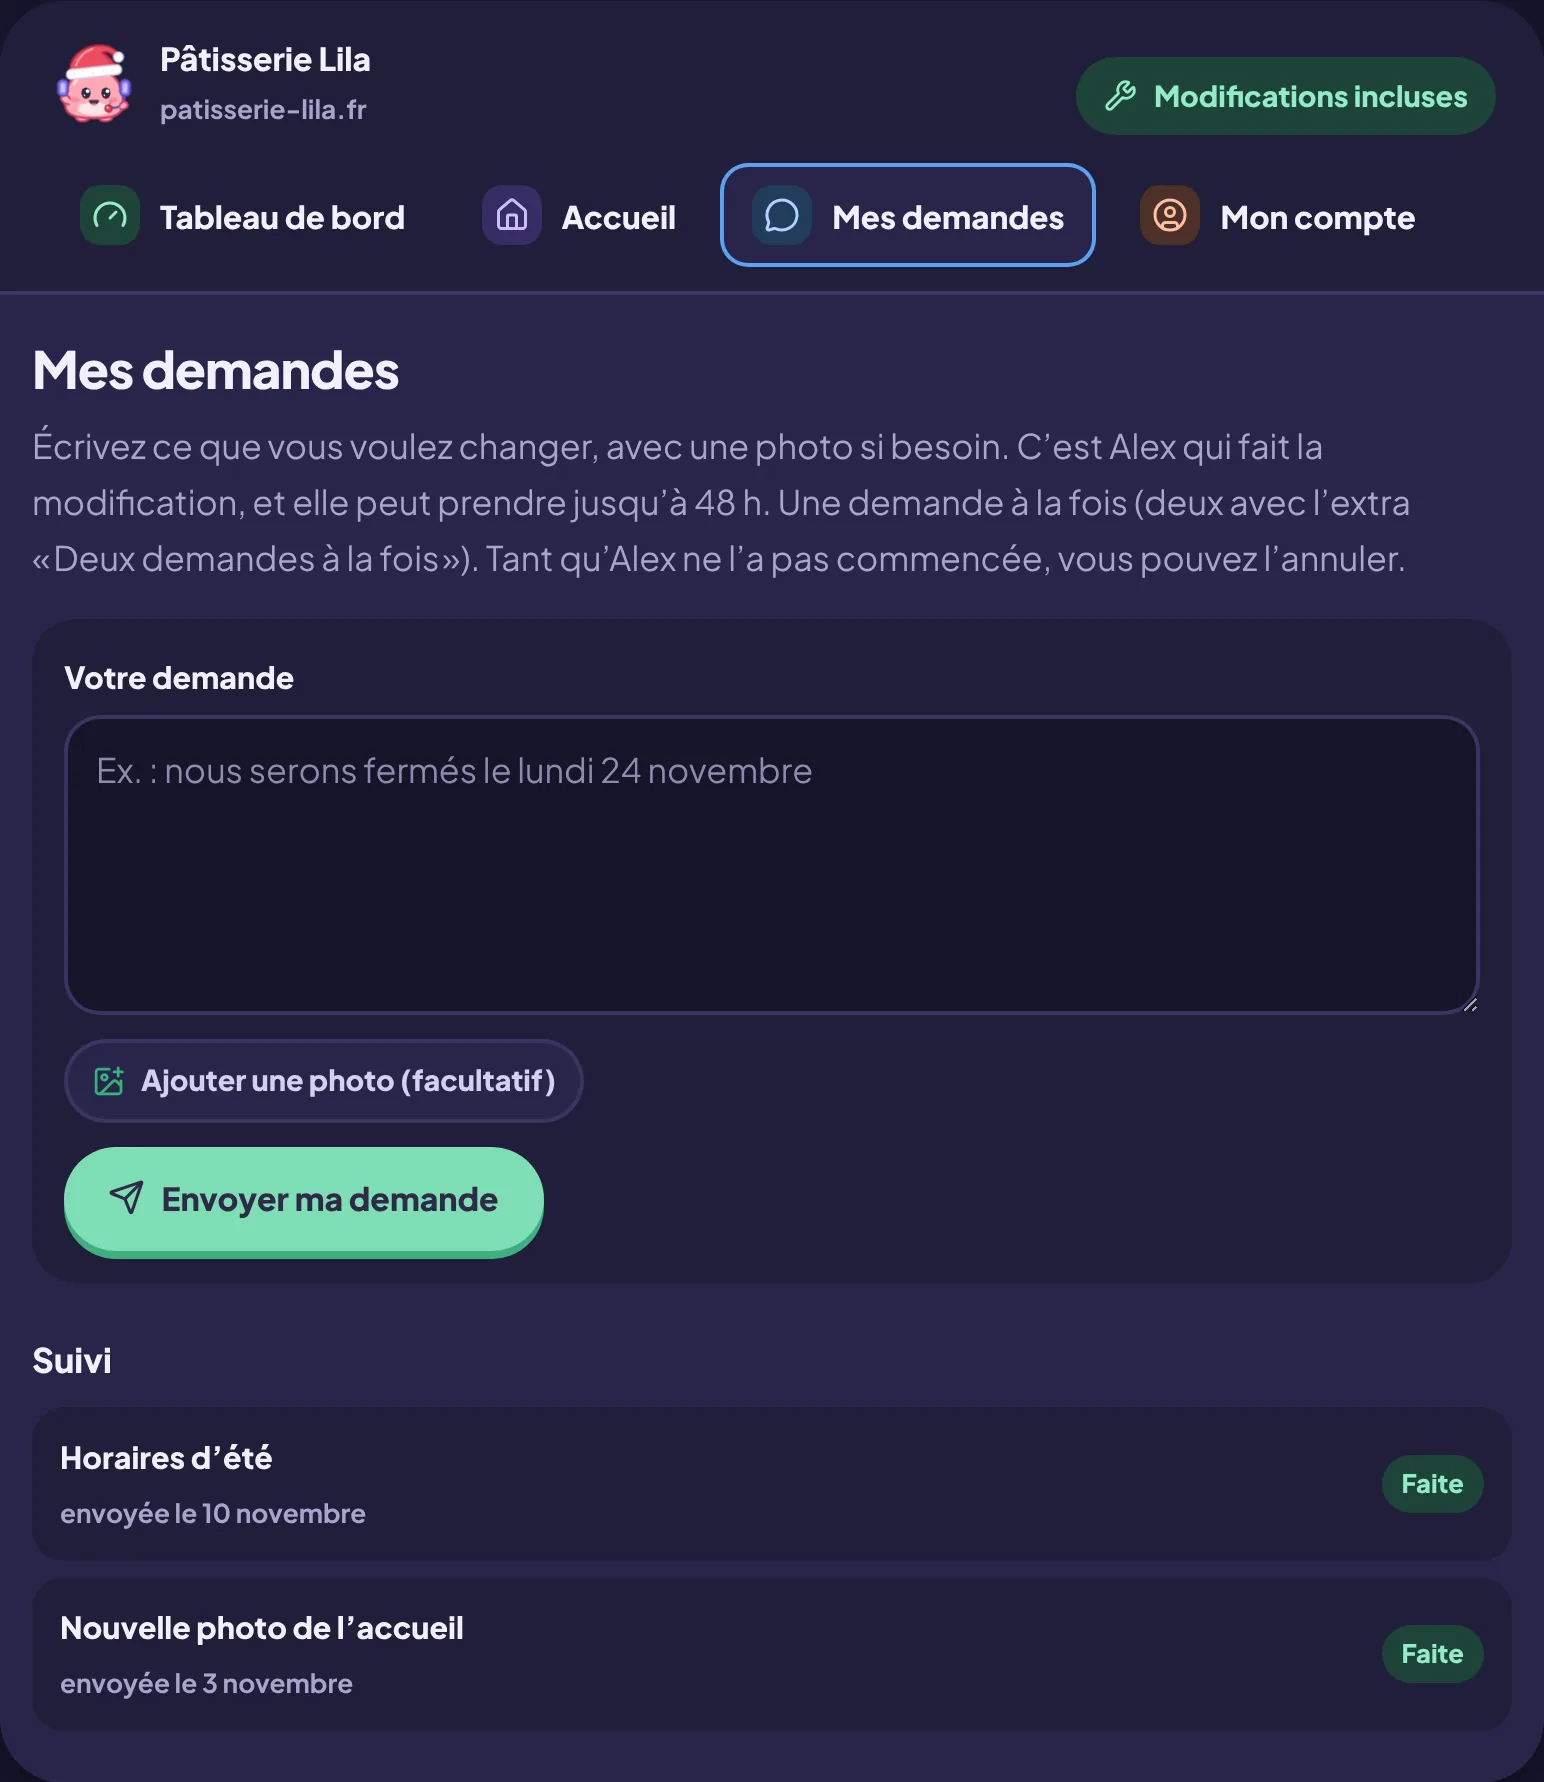 Pâtisserie Lila
patisserie-lila.fr
Modifications incluses
Tableau de bord
Accueil
Mes demandes
Mon compte
Mes demandes
Écrivez ce que vous voulez changer, avec une photo si besoin. C’est Alex qui fait la
modification, et elle peut prendre jusqu’à 48 h. Une demande à la fois (deux avec l’extra
« Deux demandes à la fois »). Tant qu’Alex ne l’a pas commencée, vous pouvez l’annuler.
Votre demande
Ex. : nous serons fermés le lundi 24 novembre
Ajouter une photo (facultatif)
Envoyer ma demande
Suivi
Horaires d’été
envoyée le 10 novembre
Faite
Nouvelle photo de l’accueil
envoyée le 3 novembre
Faite